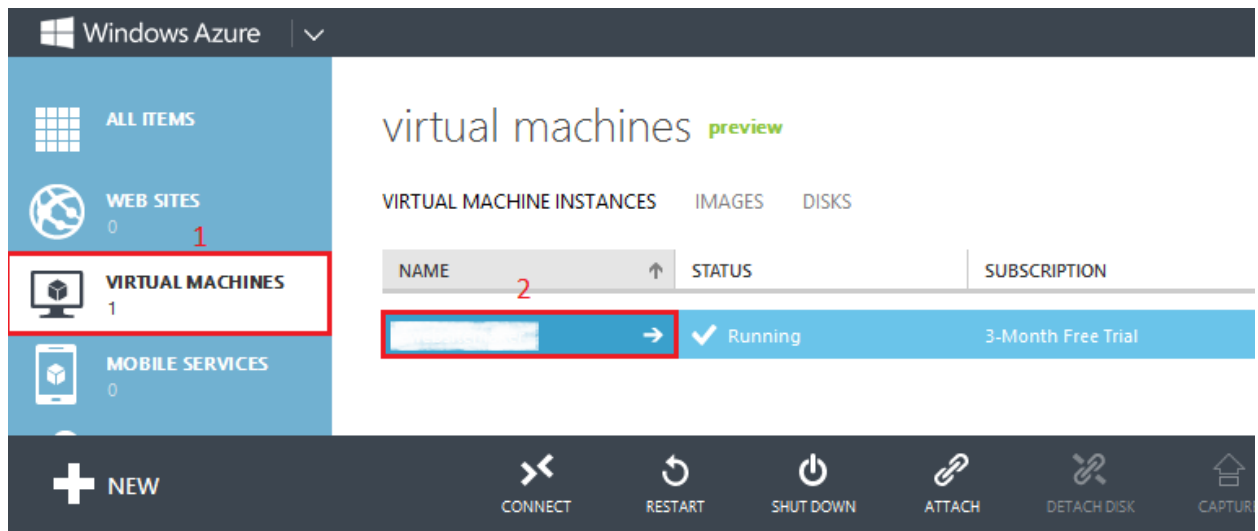 Windows Azure
ALL ITEMS
WEB SITES
0
1
VIRTUAL MACHINES
1
MOBILE SERVICES
0
virtual machines preview
VIRTUAL MACHINE INSTANCES IMAGES DISKS
NAME STATUS SUBSCRIPTION
2
Running 3-Month Free Trial
NEW
CONNECT RESTART SHUT DOWN ATTACH DETACH DISK CAPTURE